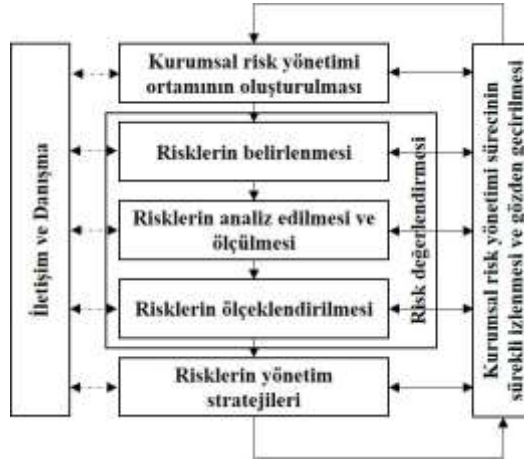 İletişim ve Danışma
Kurumsal risk yönetimi
ortamının oluşturulması
Risklerin belirlenmesi
Risklerin analiz edilmesi ve
ölçülmesi
Risklerin ölçeklendirilmesi
Risk değerlendirmesi
Risklerin yönetim
stratejileri
Kurumsal risk yönetimi sürecinin
sürekli izlenmesi ve gözden geçirilmesi